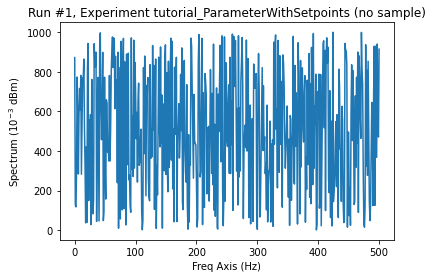 Run #1, Experiment tutorial_ParameterWithSetpoints (no sample)
1000
800
600
400
200
0
Spectrum (10⁻³ dBm)
0 100 200 300 400 500
Freq Axis (Hz)